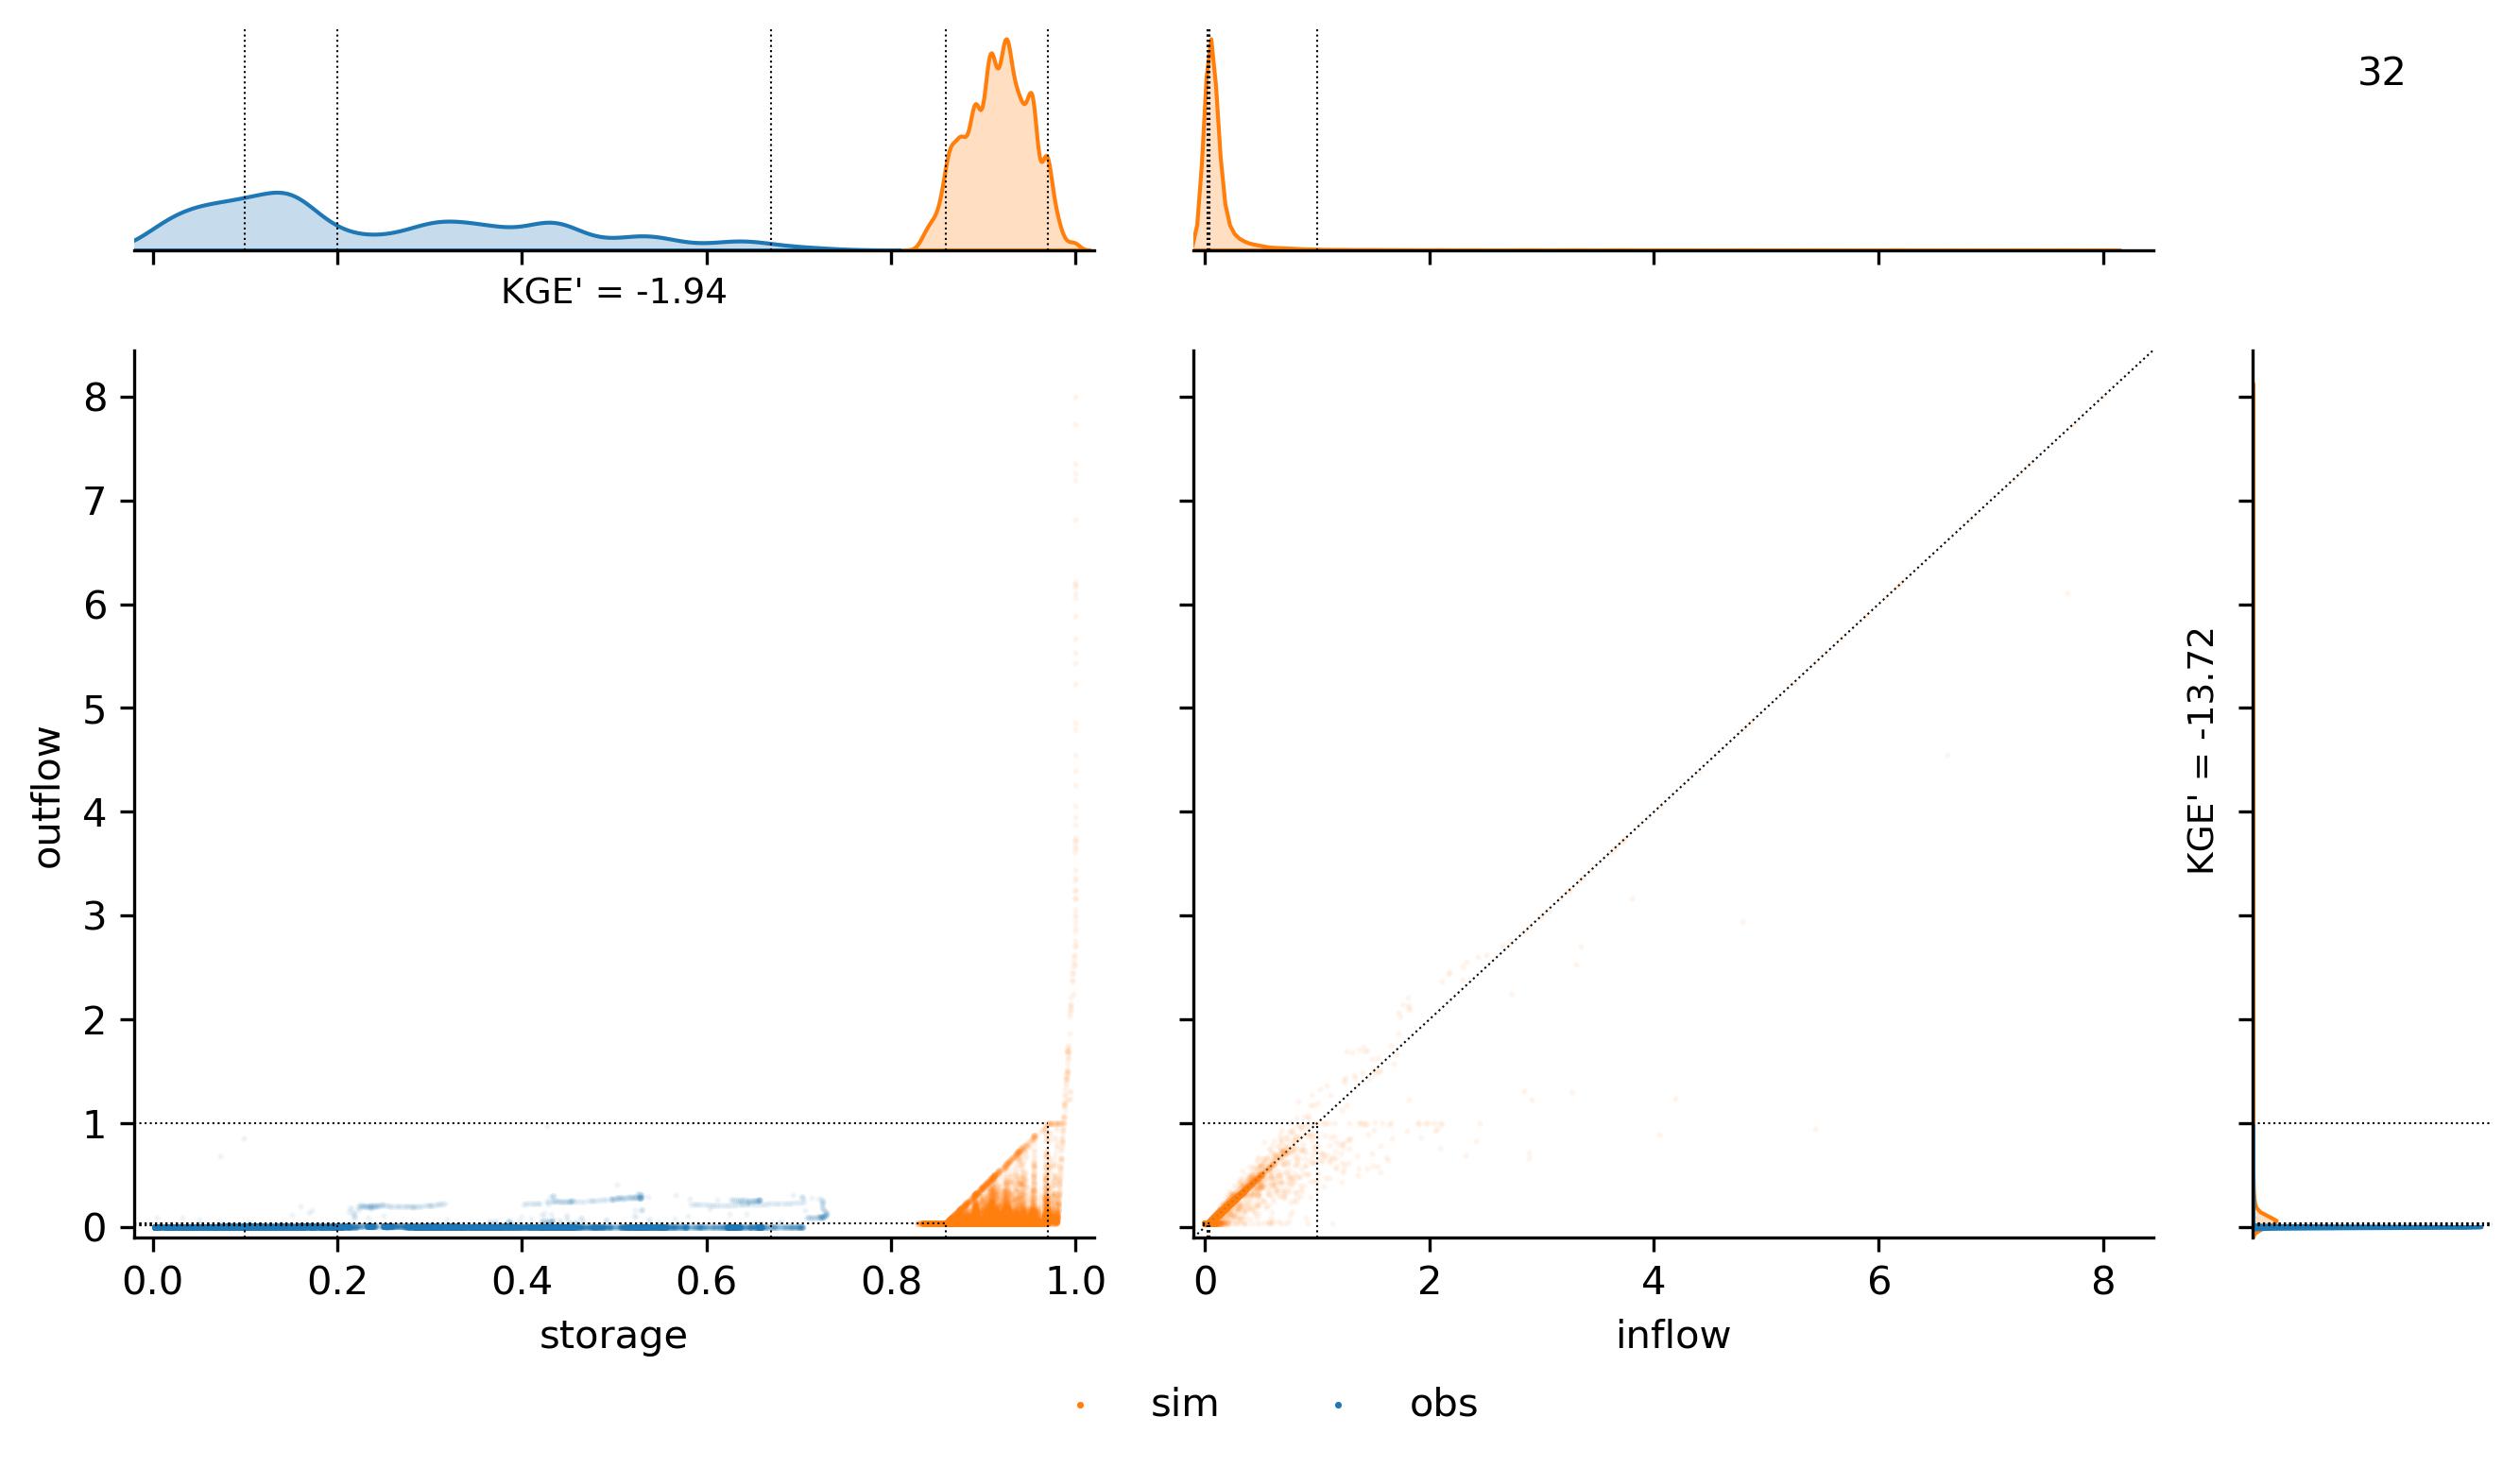 32
KGE' = -1.94
8
7
6
5
4
3
2
1
0
outflow
KGE' = -13.72
0.0 0.2 0.4 0.6 0.8 1.0
0 2 4 6 8
storage
inflow
sim obs